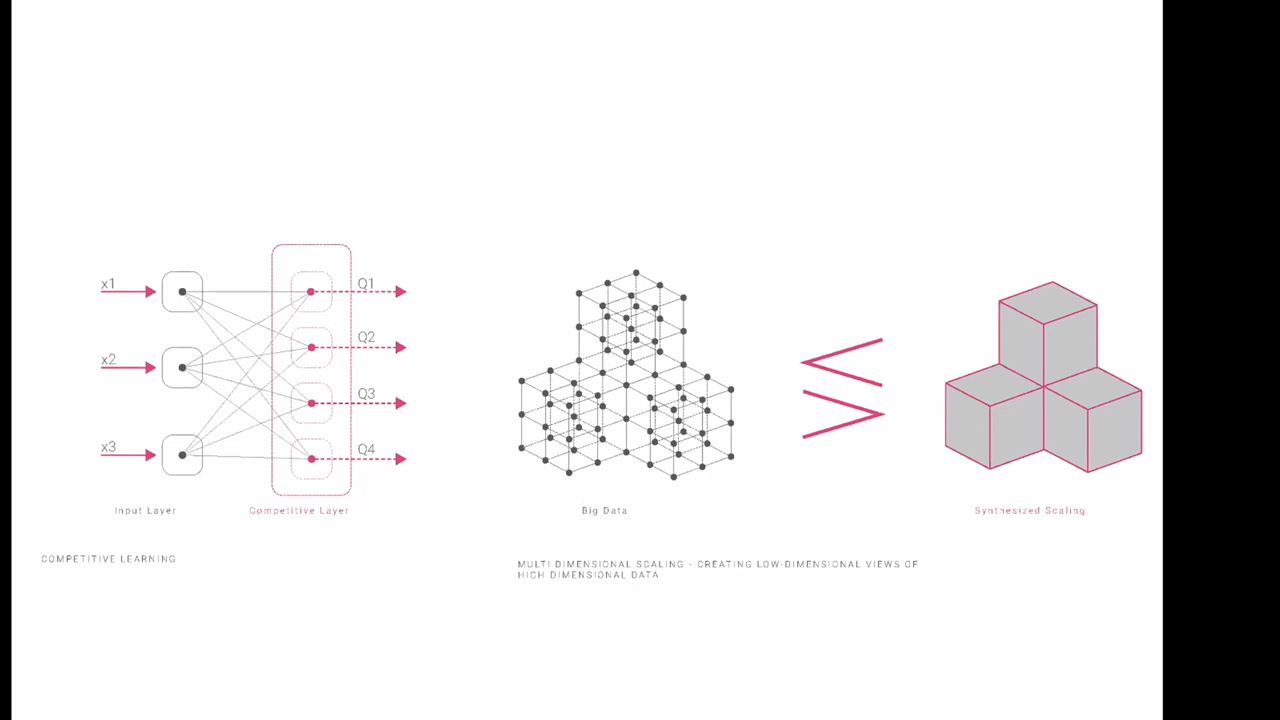 x1
x2
x3
Q1
Q2
Q3
Q4
Input Layer
Competitive Layer
COMPETITIVE LEARNING
Big Data
Synthesized Scaling
MULTI DIMENSIONAL SCALING - CREATING LOW-DIMENSIONAL VIEWS OF
HIGH DIMENSIONAL DATA